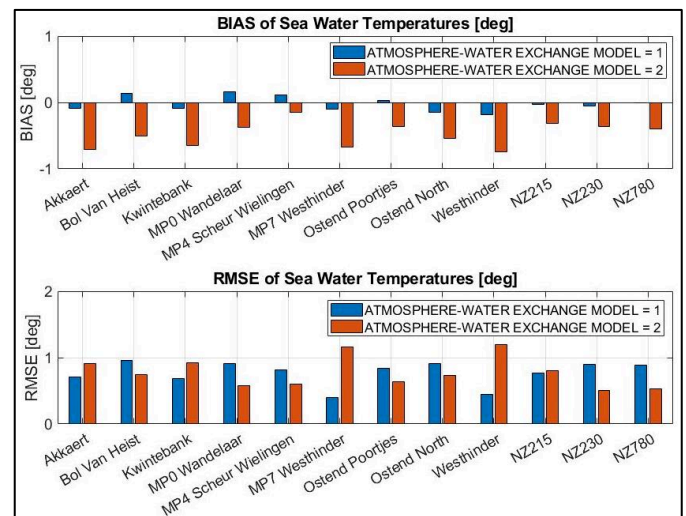 BIAS of Sea Water Temperatures [deg]
1
ATMOSPHERE-WATER EXCHANGE MODEL = 1
ATMOSPHERE-WATER EXCHANGE MODEL = 2
BIAS [deg]
0
-1
Akkaert
Bol Van Heist
Kwintebank
MP0 Wandelaar
MP4 Scheur Wielingen
MP7 Westhinder
Ostend Poortjes
Ostend North
Westhinder
NZ215
NZ230
NZ780
RMSE of Sea Water Temperatures [deg]
2
ATMOSPHERE-WATER EXCHANGE MODEL = 1
ATMOSPHERE-WATER EXCHANGE MODEL = 2
RMSE [deg]
1
0
Akkaert
Bol Van Heist
Kwintebank
MP0 Wandelaar
MP4 Scheur Wielingen
MP7 Westhinder
Ostend Poortjes
Ostend North
Westhinder
NZ215
NZ230
NZ780